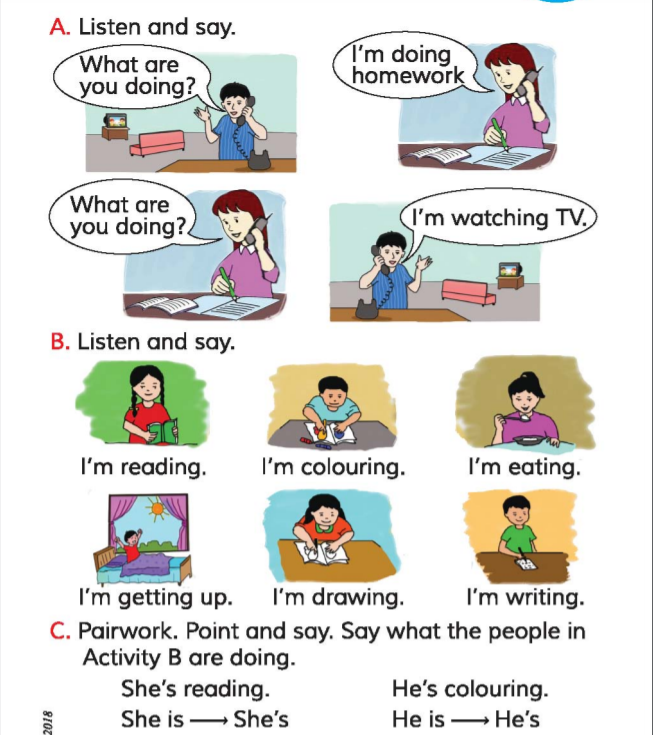 A. Listen and say.
What are
you doing?
I'm doing
homework
What are
you doing?
I'm watching TV.
B. Listen and say.
I'm reading.
I'm colouring.
I'm eating.
I'm getting up.
I'm drawing.
I'm writing.
C. Pairwork. Point and say. Say what the people in
Activity B are doing.
She's reading.
He's colouring.
She is → She's
He is → He's
2018